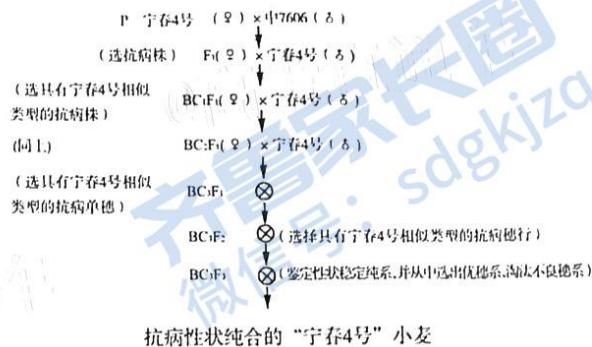 P 宁春4号 (♀) × 中7606 (♂)
(选抗病株) F₁(♀) × 宁春4号 (♂)
(选具有宁春4号相似
类型的抗病株)
BC₁F₁(♀) × 宁春4号 (♂)
(同上) BC₂F₁(♀) × 宁春4号 (♂)
(选具有宁春4号相似
类型的抗病单穗)
BC₃F₁ ⊗
BC₃F₂ ⊗ (选择具有宁春4号相似类型的抗病穗行)
BC₃F₃ ⊗ (鉴定性状稳定纯系,并从中选出优穗系,淘汰不良穗系)
抗病性状纯合的“宁春4号”小麦
齐鲁家长圈
微信号: sdgkjzq